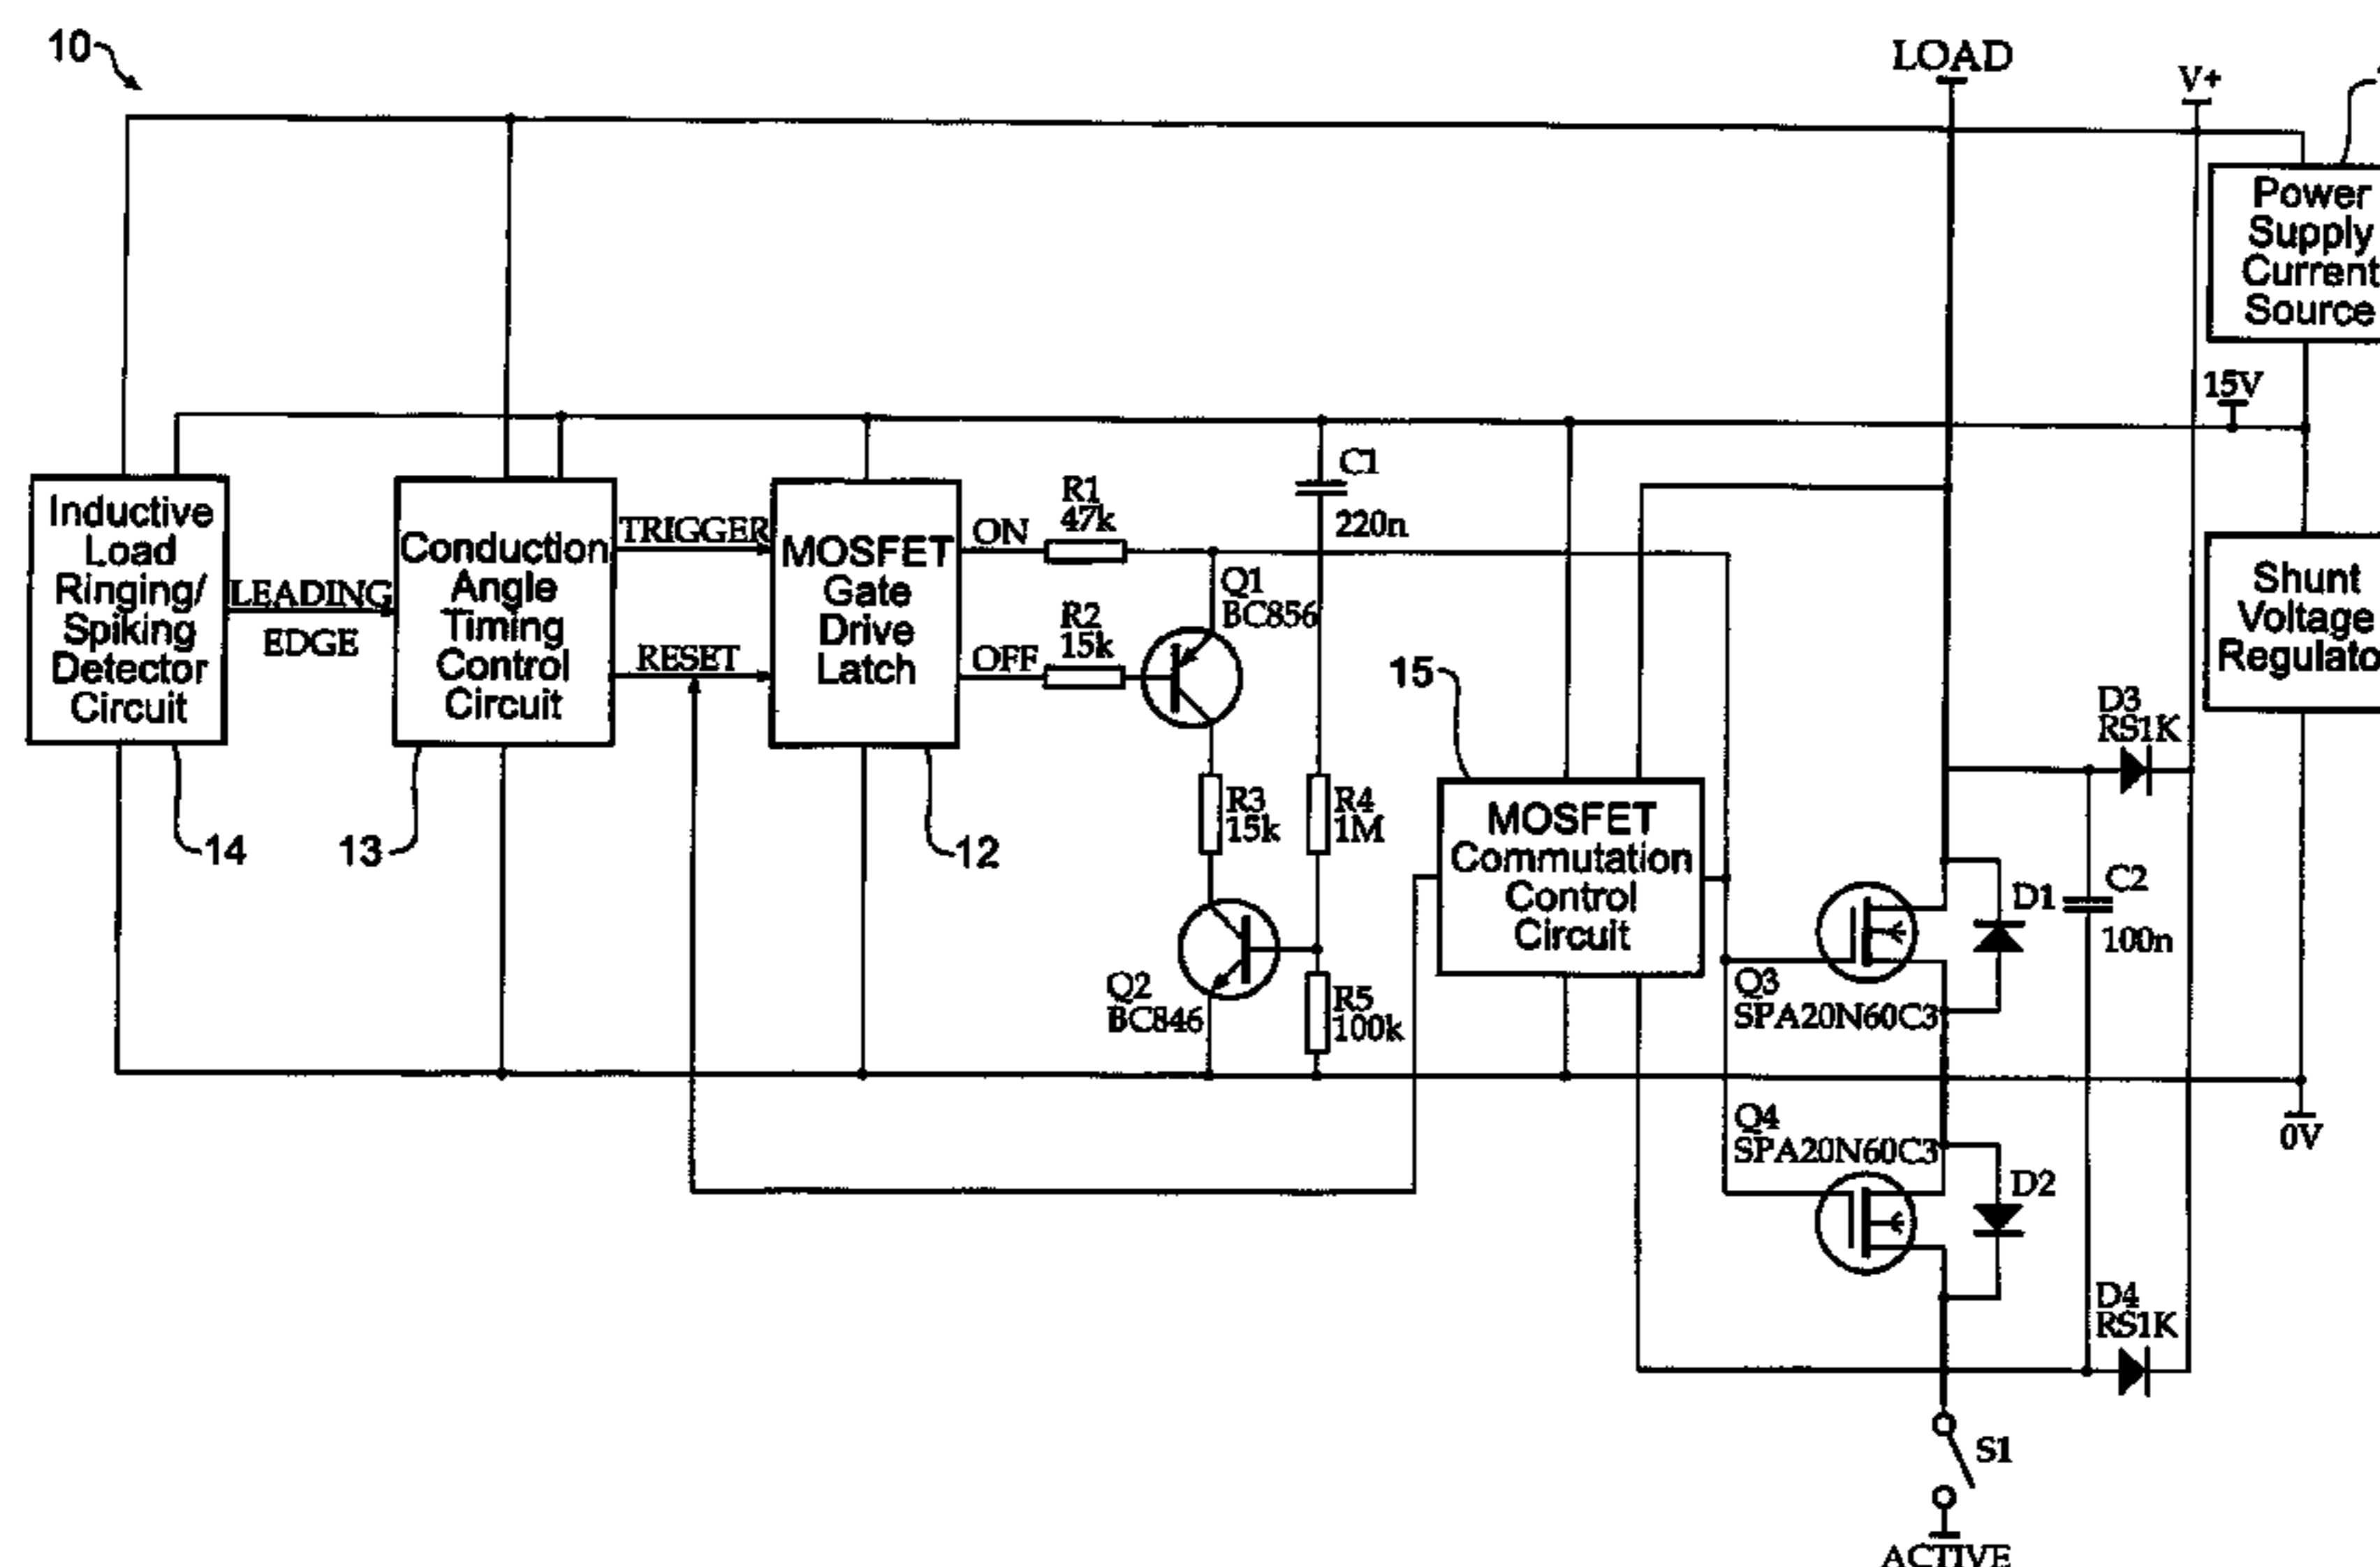 10
LOAD
V+
Power
Supply
Current
Source
15V
Inductive
Load
Ringing/
Spiking
Detector
Circuit
LEADING
EDGE
Conduction
Angle
Timing
Control
Circuit
TRIGGER
RESET
MOSFET
Gate
Drive
Latch
ON
OFF
R1
47k
R2
15k
C1
220n
Q1
BC856
R3
15k
R4
1M
Q2
BC846
R5
100k
14
13
12
15
MOSFET
Commutation
Control
Circuit
Shunt
Voltage
Regulato
D3
RS1K
D1
C2
100n
Q3
SPA20N60C3
Q4
SPA20N60C3
D2
0V
D4
RS1K
S1
ACTIVE